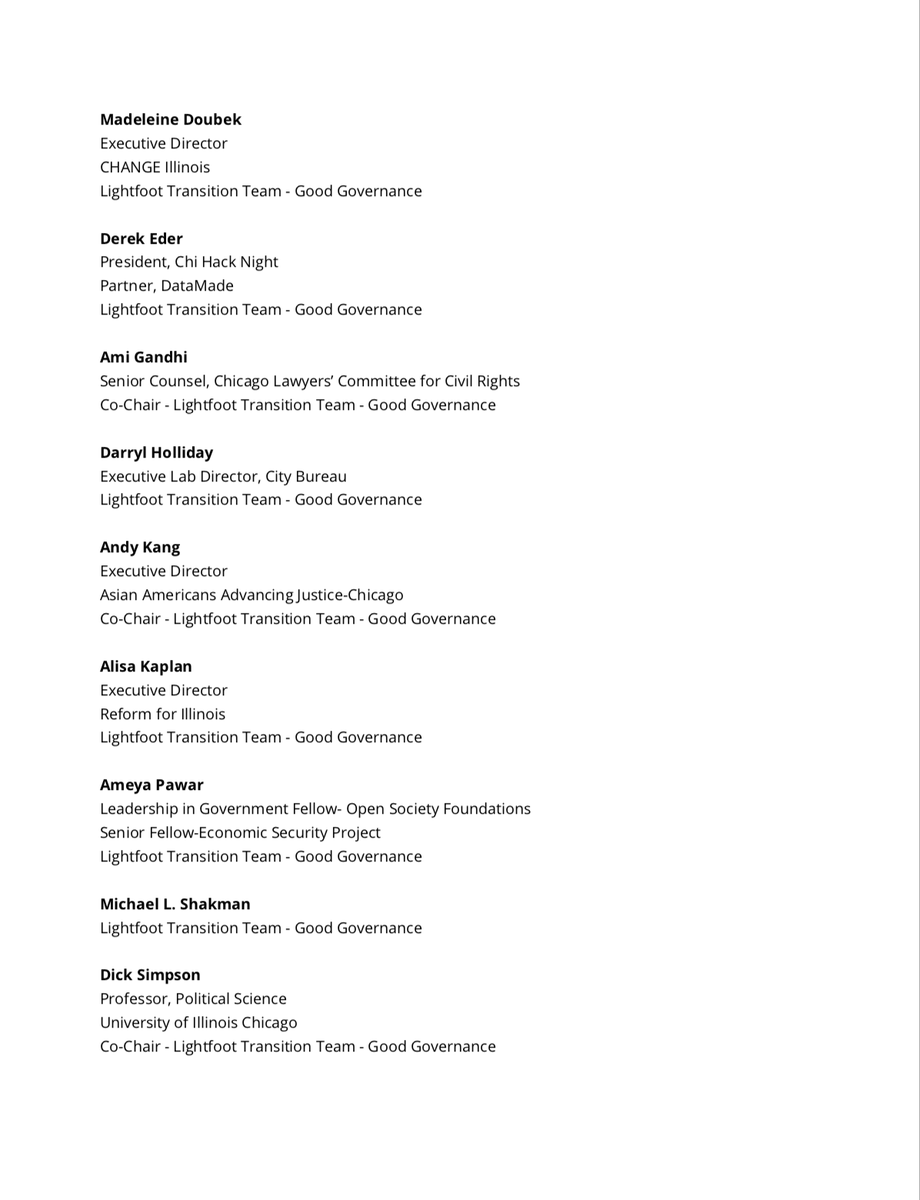 Madeleine Doubek
Executive Director
CHANGE Illinois
Lightfoot Transition Team - Good Governance
Derek Eder
President, Chi Hack Night
Partner, DataMade
Lightfoot Transition Team - Good Governance
Ami Gandhi
Senior Counsel, Chicago Lawyers’ Committee for Civil Rights
Co-Chair - Lightfoot Transition Team - Good Governance
Darryl Holliday
Executive Lab Director, City Bureau
Lightfoot Transition Team - Good Governance
Andy Kang
Executive Director
Asian Americans Advancing Justice-Chicago
Co-Chair - Lightfoot Transition Team - Good Governance
Alisa Kaplan
Executive Director
Reform for Illinois
Lightfoot Transition Team - Good Governance
Ameya Pawar
Leadership in Government Fellow- Open Society Foundations
Senior Fellow-Economic Security Project
Lightfoot Transition Team - Good Governance
Michael L. Shakman
Lightfoot Transition Team - Good Governance
Dick Simpson
Professor, Political Science
University of Illinois Chicago
Co-Chair - Lightfoot Transition Team - Good Governance